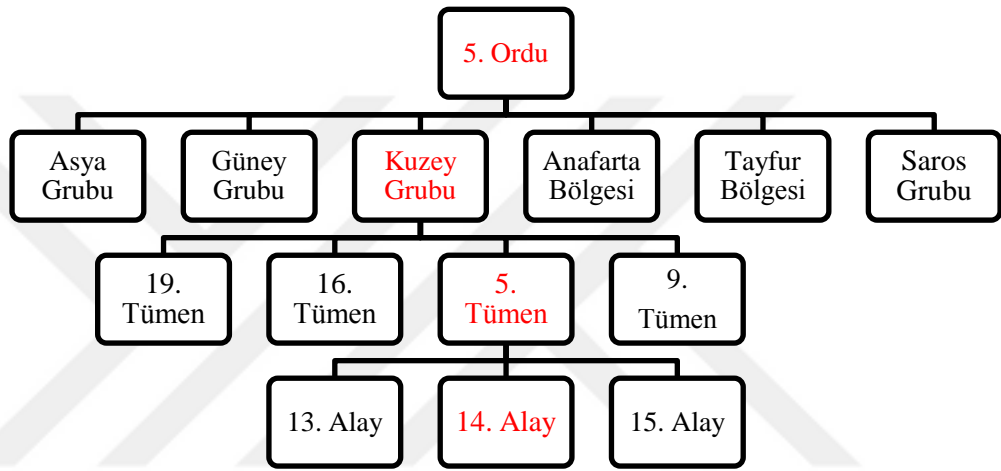 5. Ordu
Asya
Grubu
Güney
Grubu
Kuzey
Grubu
Anafarta
Bölgesi
Tayfur
Bölgesi
Saros
Grubu
19.
Tümen
16.
Tümen
5.
Tümen
9.
Tümen
13. Alay
14. Alay
15. Alay